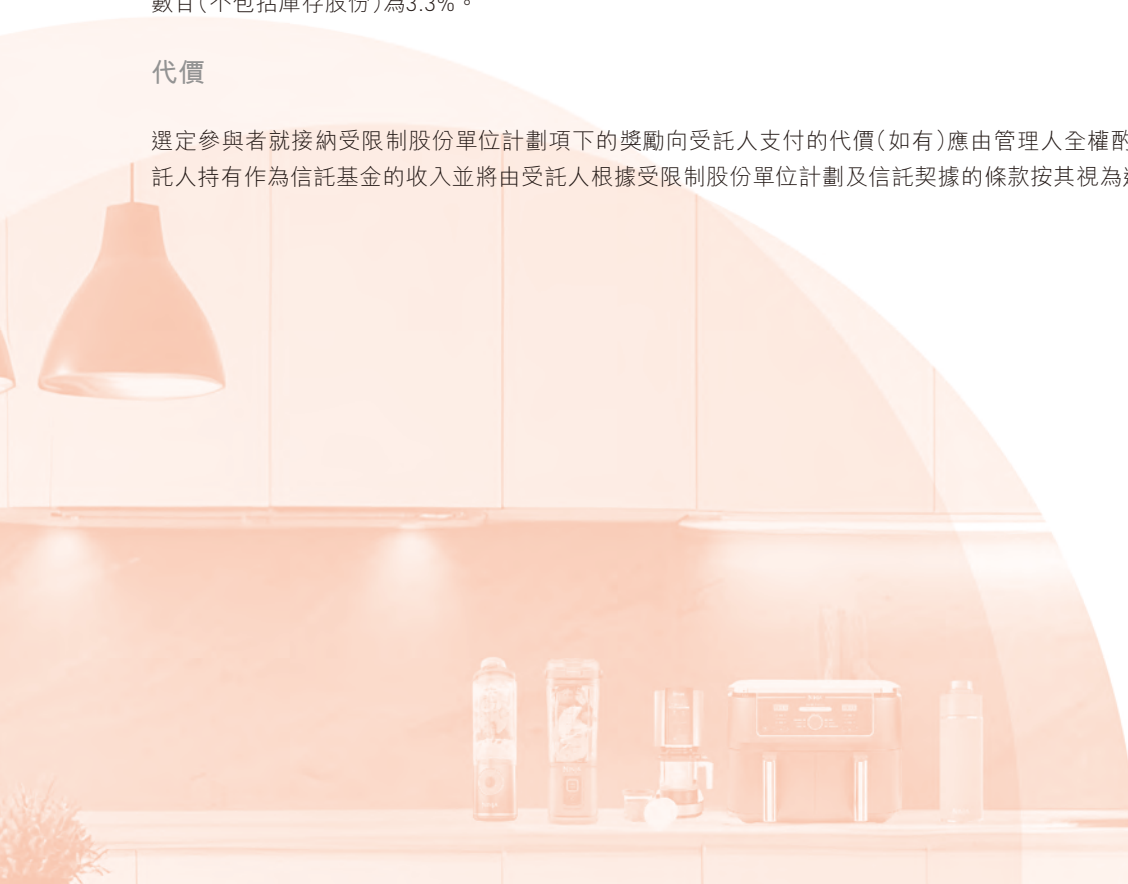 數目(不包括庫存股份)為3.3%。
代價
選定參與者就接納受限制股份單位計劃項下的獎勵向受託人支付的代價(如有)應由管理人全權酌
託人持有作為信託基金的收入並將由受託人根據受限制股份單位計劃及信託契據的條款按其視為